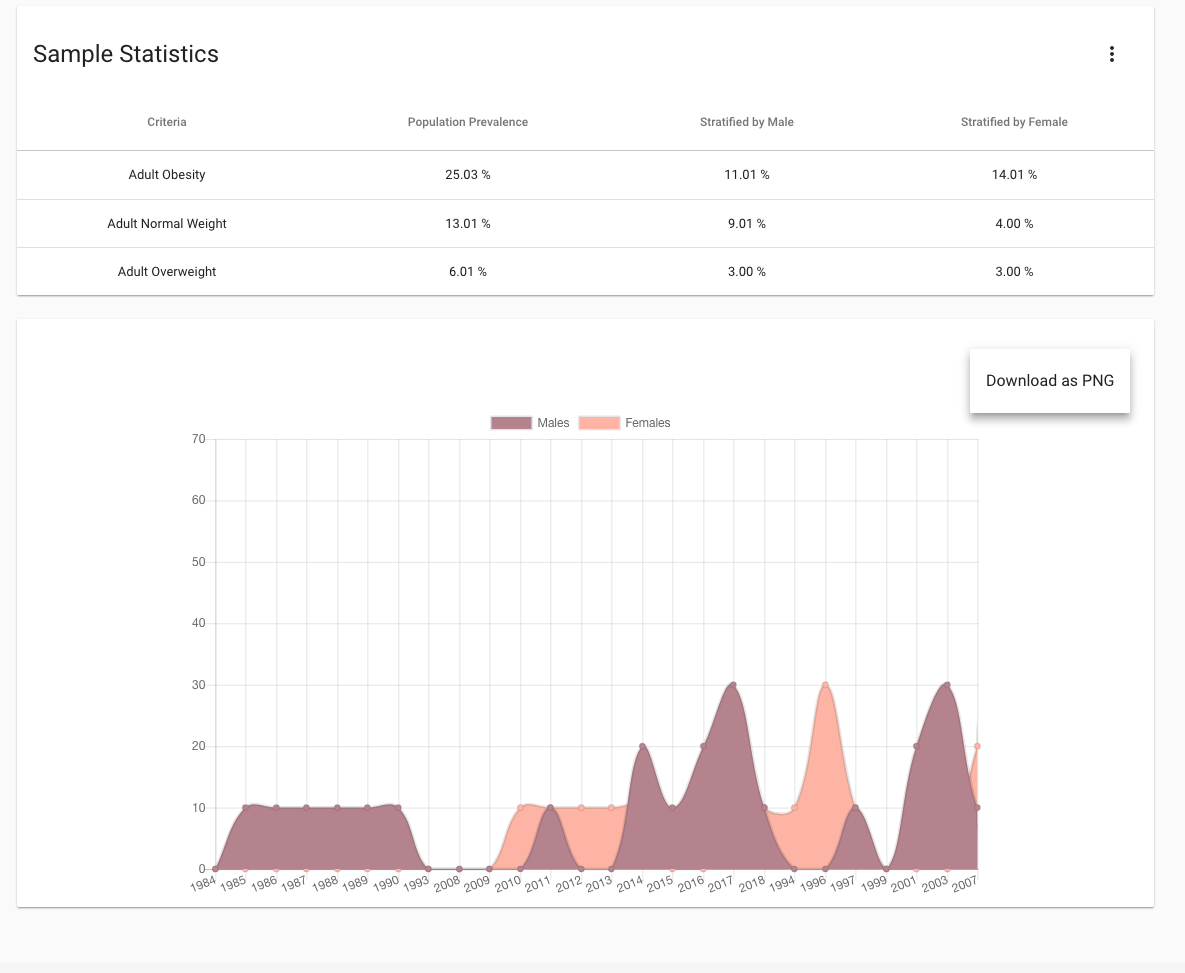 Sample Statistics
Criteria Population Prevalence Stratified by Male Stratified by Female
Adult Obesity 25.03 % 11.01 % 14.01 %
Adult Normal Weight 13.01 % 9.01 % 4.00 %
Adult Overweight 6.01 % 3.00 % 3.00 %
Download as PNG
Males Females
70
60
50
40
30
20
10
0
1984 1985 1986 1987 1988 1989 1990 1993 2008 2009 2010 2011 2012 2013 2014 2015 2016 2017 2018 1994 1996 1997 1999 2001 2003 2007